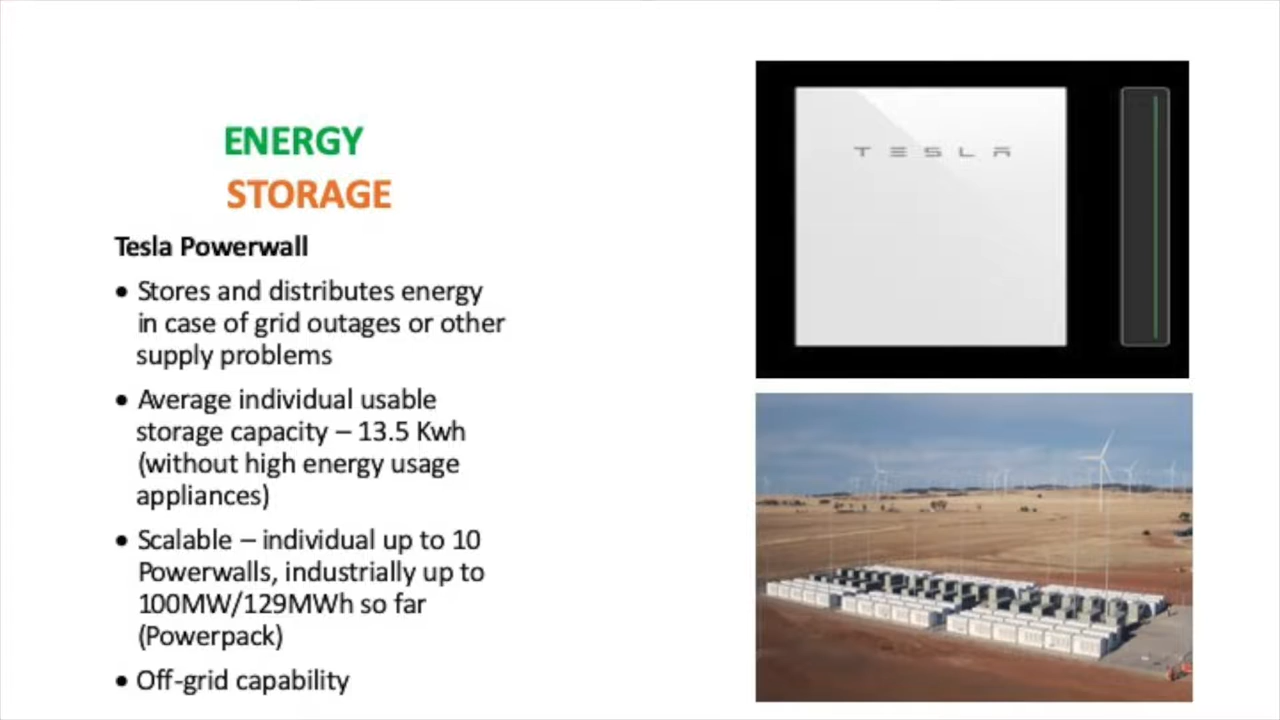 ENERGY
STORAGE
Tesla Powerwall
• Stores and distributes energy
in case of grid outages or other
supply problems
• Average individual usable
storage capacity – 13.5 Kwh
(without high energy usage
appliances)
• Scalable – individual up to 10
Powerwalls, industrially up to
100MW/129MWh so far
(Powerpack)
• Off-grid capability
TESLA